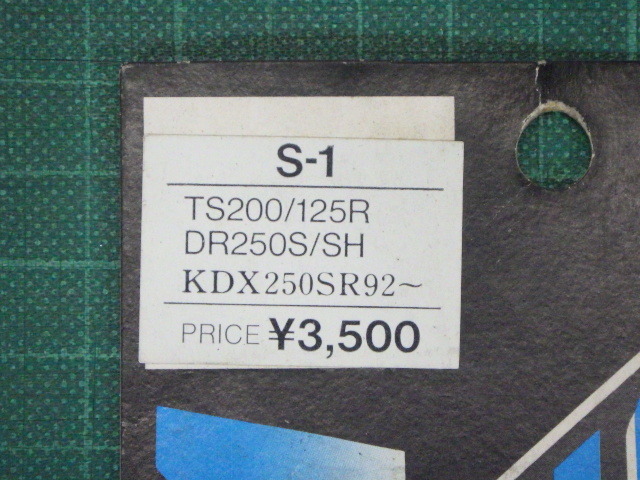 S-1
TS200/125R
DR250S/SH
KDX250SR92～
PRICE ¥3,500